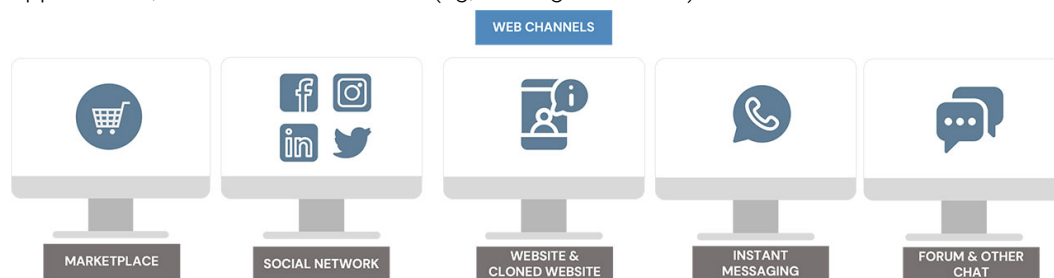 WEB CHANNELS
MARKETPLACE
SOCIAL NETWORK
WEBSITE &
CLONED WEBSITE
INSTANT
MESSAGING
FORUM & OTHER
CHAT